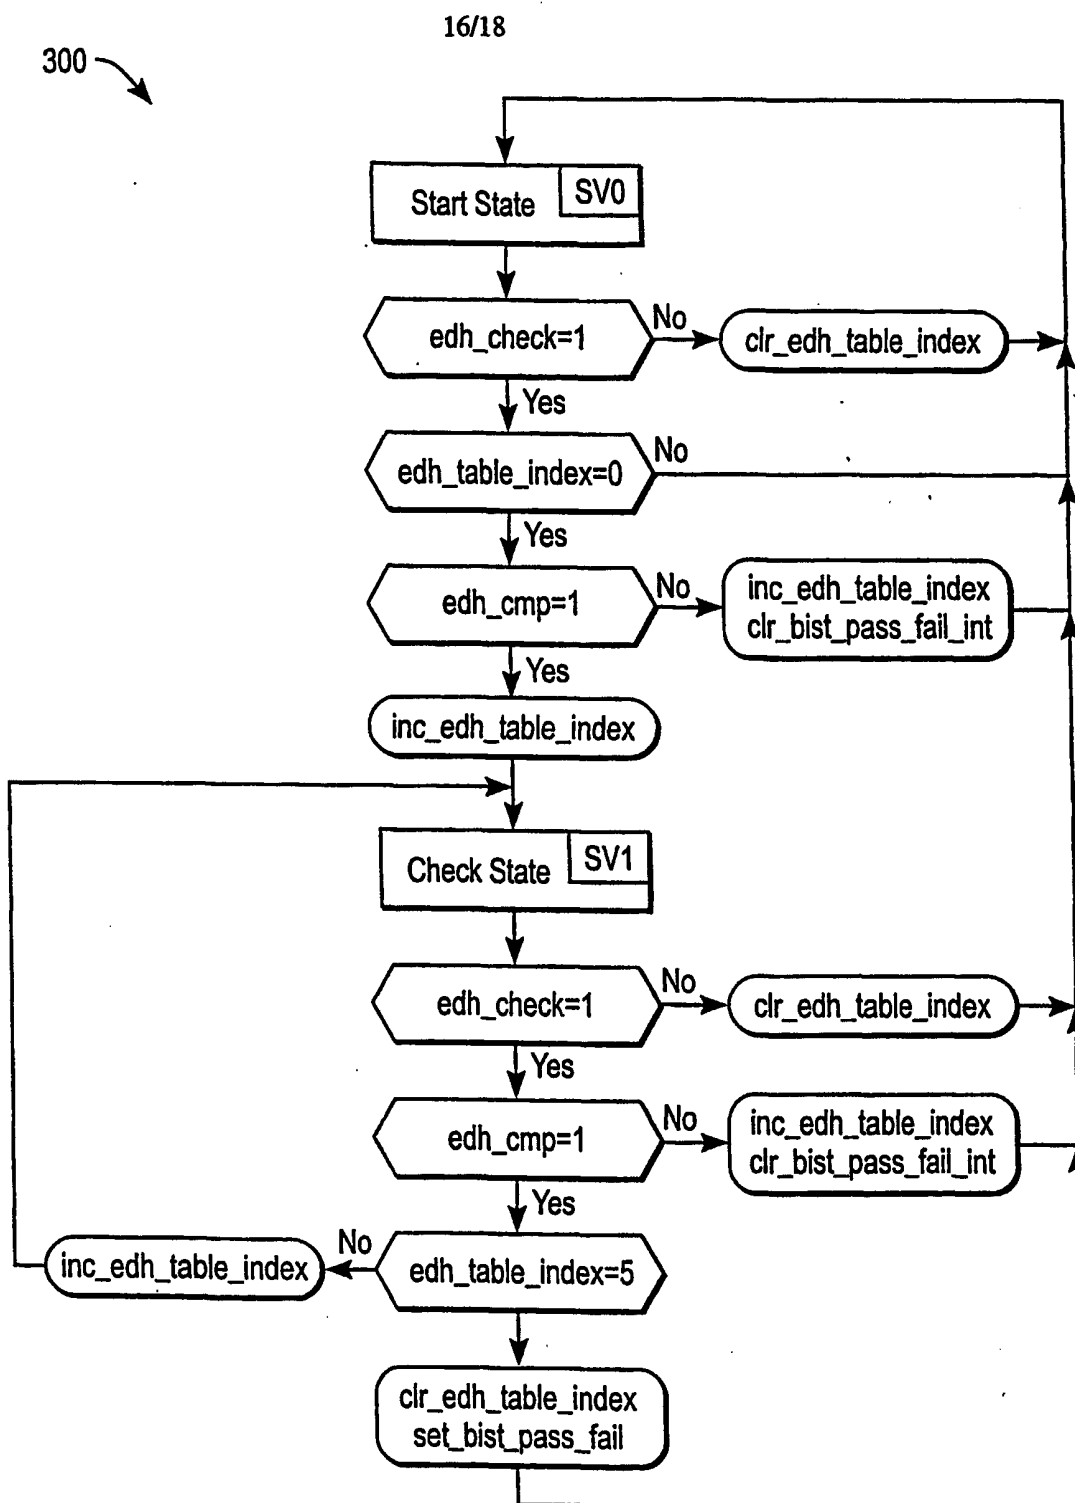 16/18
300
Start State SV0
edh_check=1 No clr_edh_table_index
Yes
edh_table_index=0 No
Yes
edh_cmp=1 No inc_edh_table_index
clr_bist_pass_fail_int
Yes
inc_edh_table_index
Check State SV1
edh_check=1 No clr_edh_table_index
Yes
edh_cmp=1 No inc_edh_table_index
clr_bist_pass_fail_int
Yes
inc_edh_table_index No edh_table_index=5
clr_edh_table_index
set_bist_pass_fail